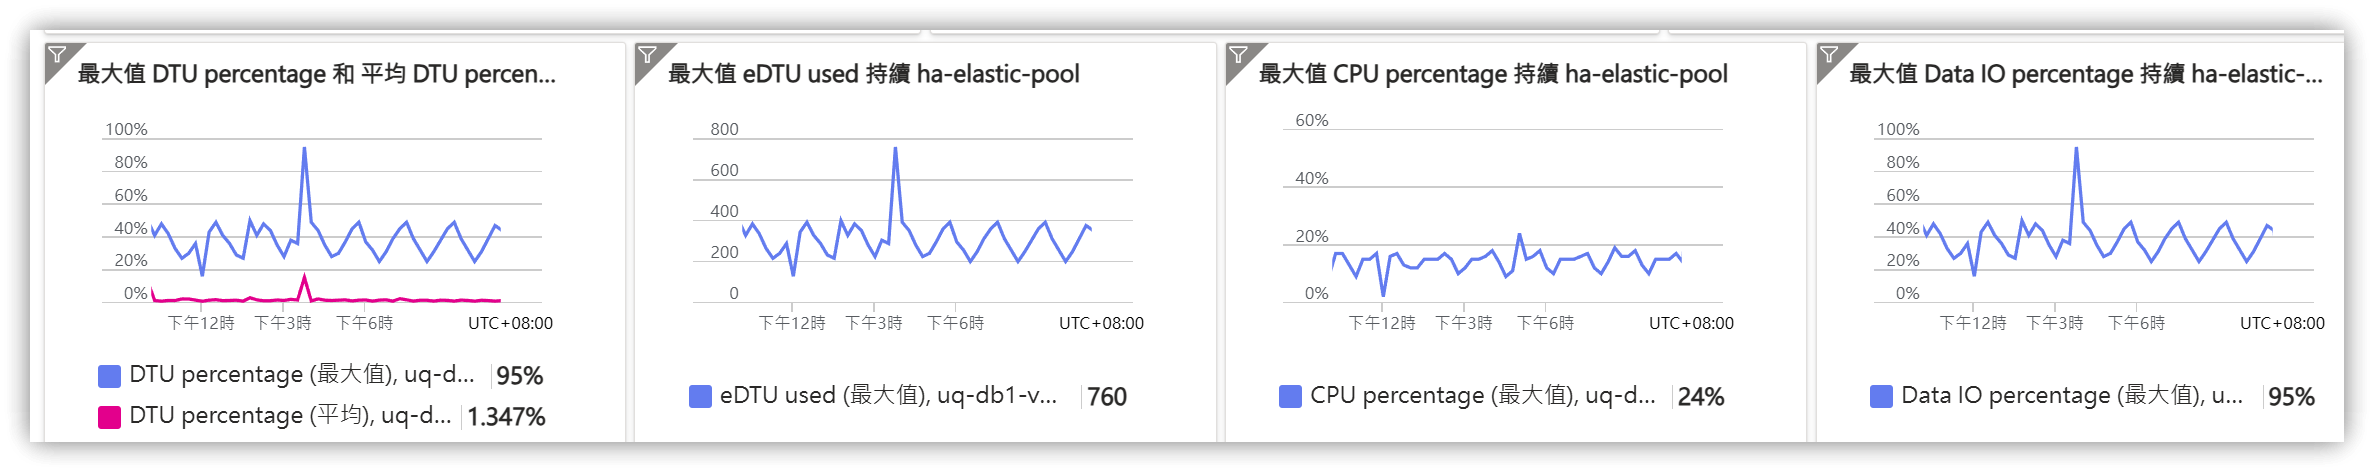 最大值 DTU percentage 和 平均 DTU percen...
100%
80%
60%
40%
20%
0%
下午12時 下午3時 下午6時 UTC+08:00
DTU percentage (最大值), uq-d... 95%
DTU percentage (平均), uq-d... 1.347%
最大值 eDTU used 持續 ha-elastic-pool
800
600
400
200
0
下午12時 下午3時 下午6時 UTC+08:00
eDTU used (最大值), uq-db1-v... 760
最大值 CPU percentage 持續 ha-elastic-pool
60%
40%
20%
0%
下午12時 下午3時 下午6時 UTC+08:00
CPU percentage (最大值), uq-d... 24%
最大值 Data IO percentage 持續 ha-elastic-...
100%
80%
60%
40%
20%
0%
下午12時 下午3時 下午6時 UTC+08:00
Data IO percentage (最大值), u... 95%